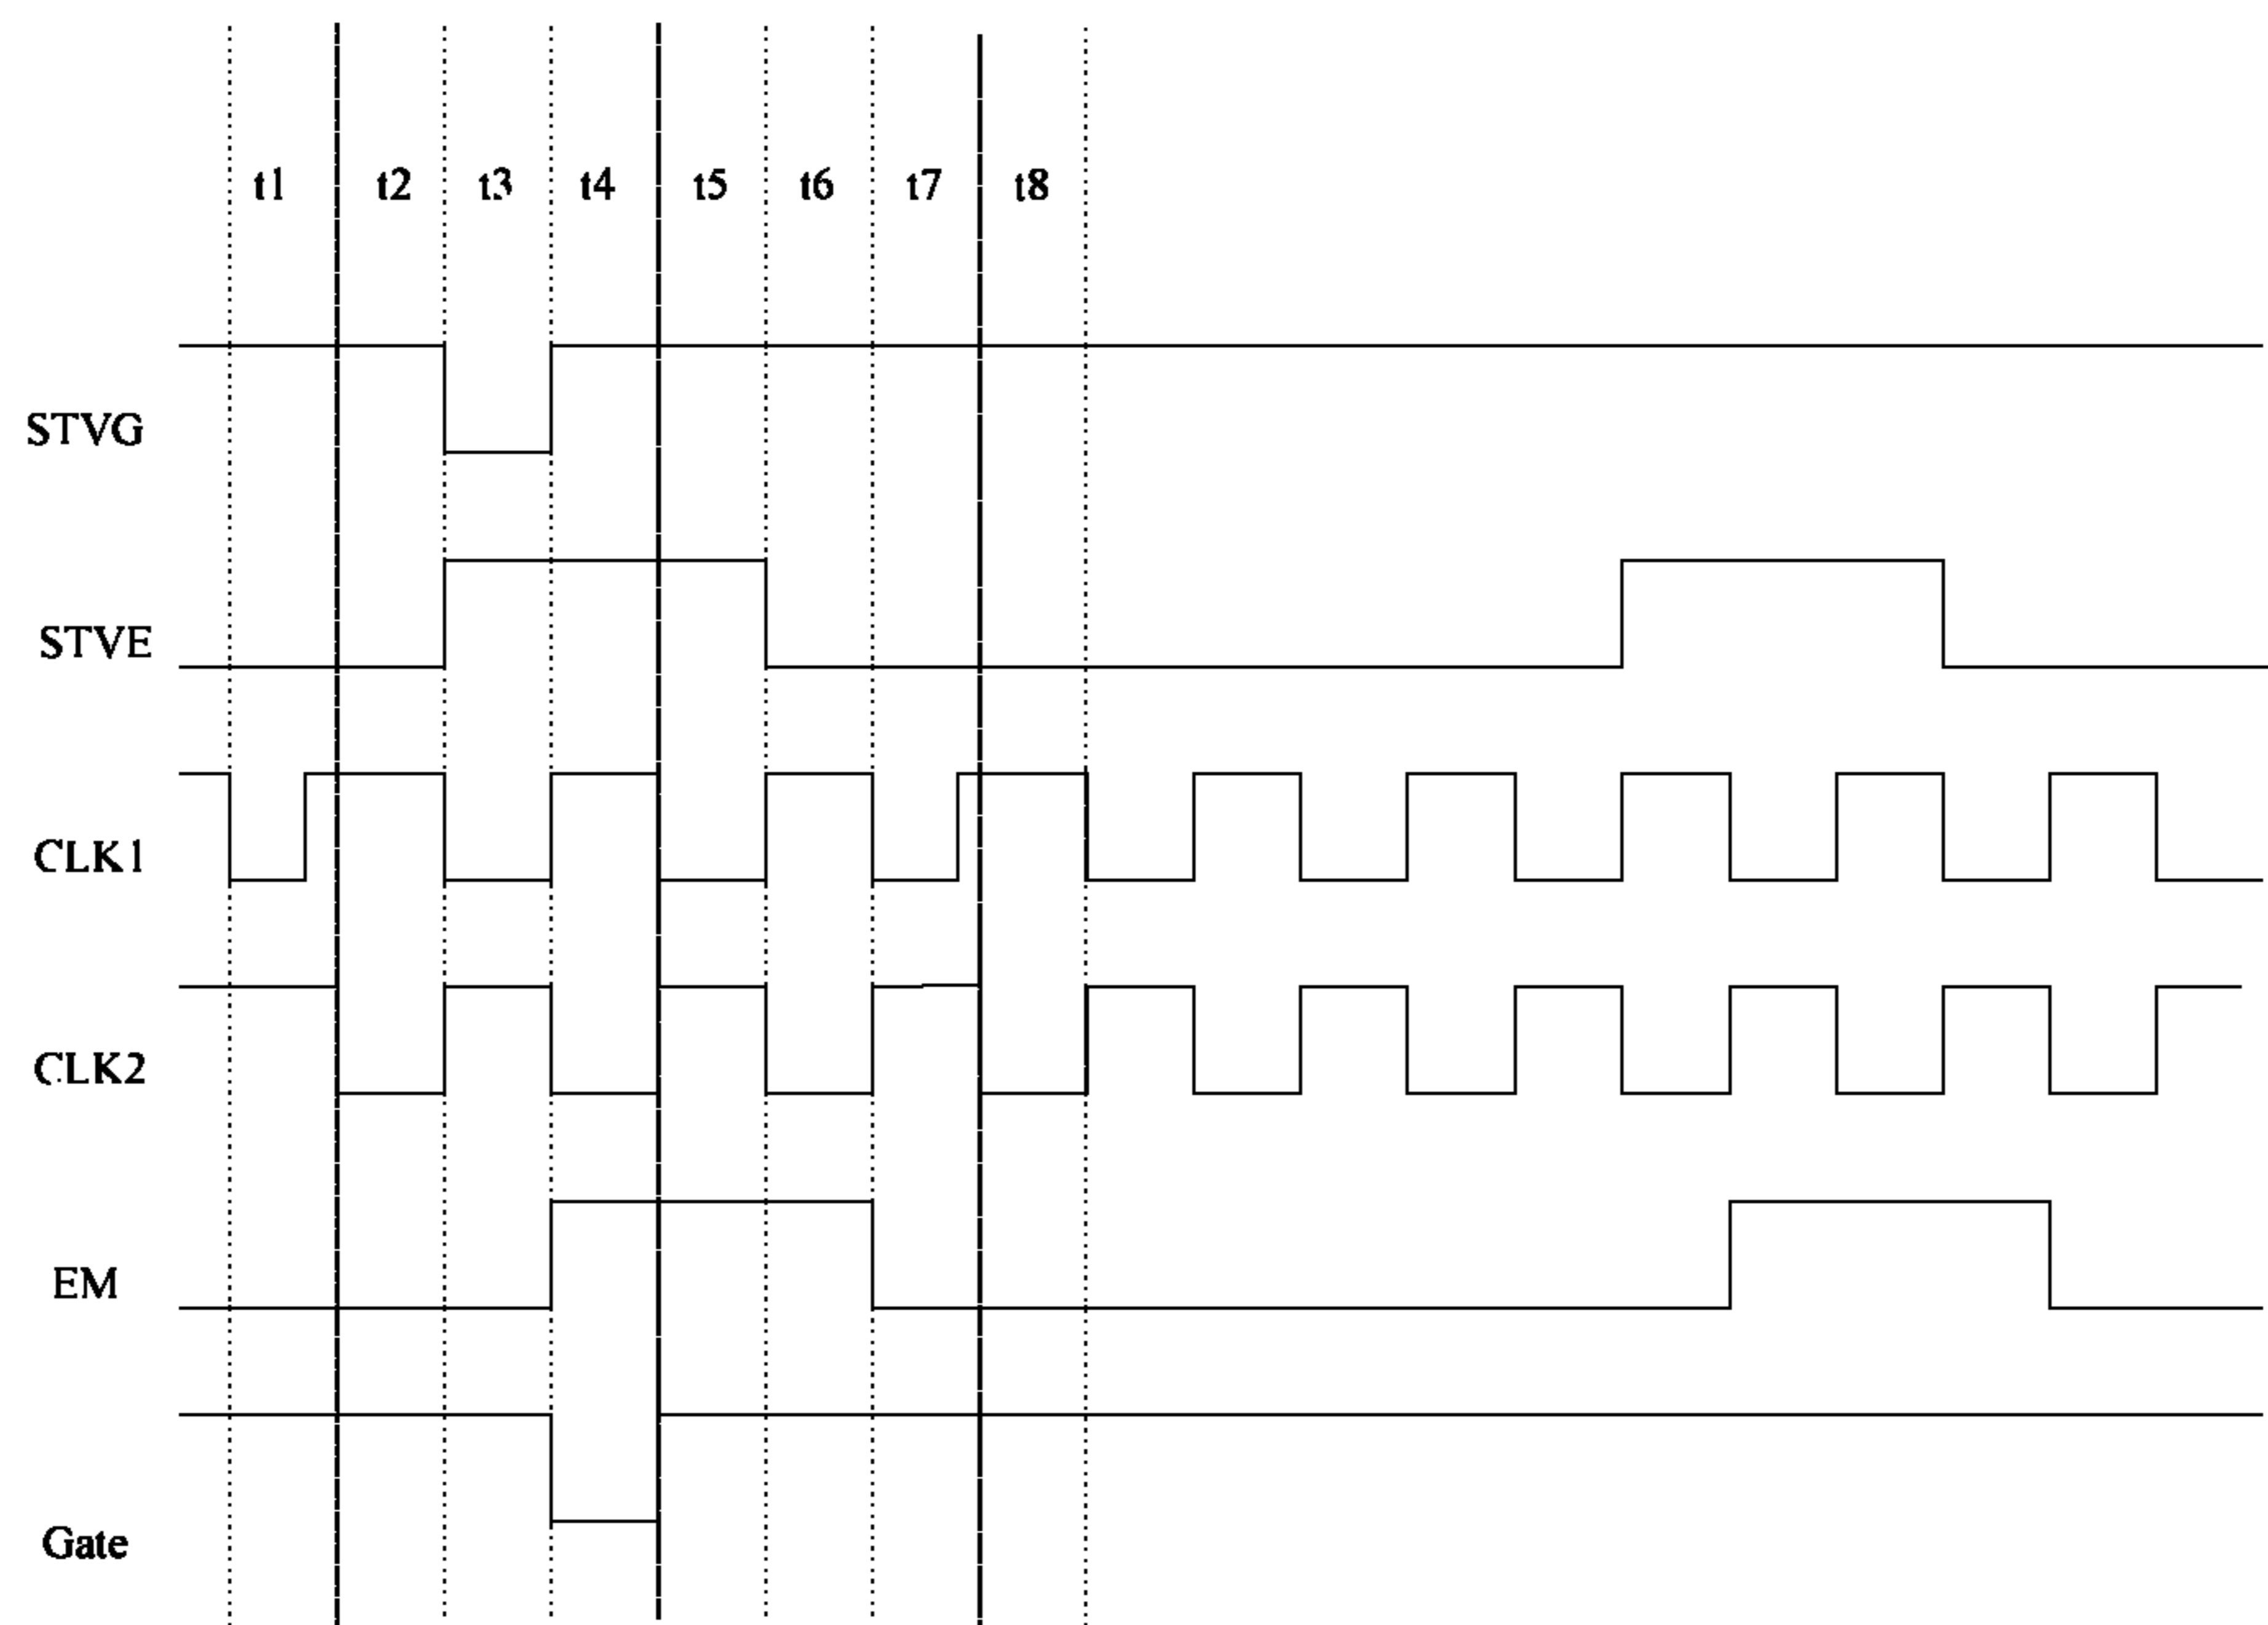 t1 t2 t3 t4 t5 t6 t7 t8
STVG
STVE
CLK1
CLK2
EM
Gate